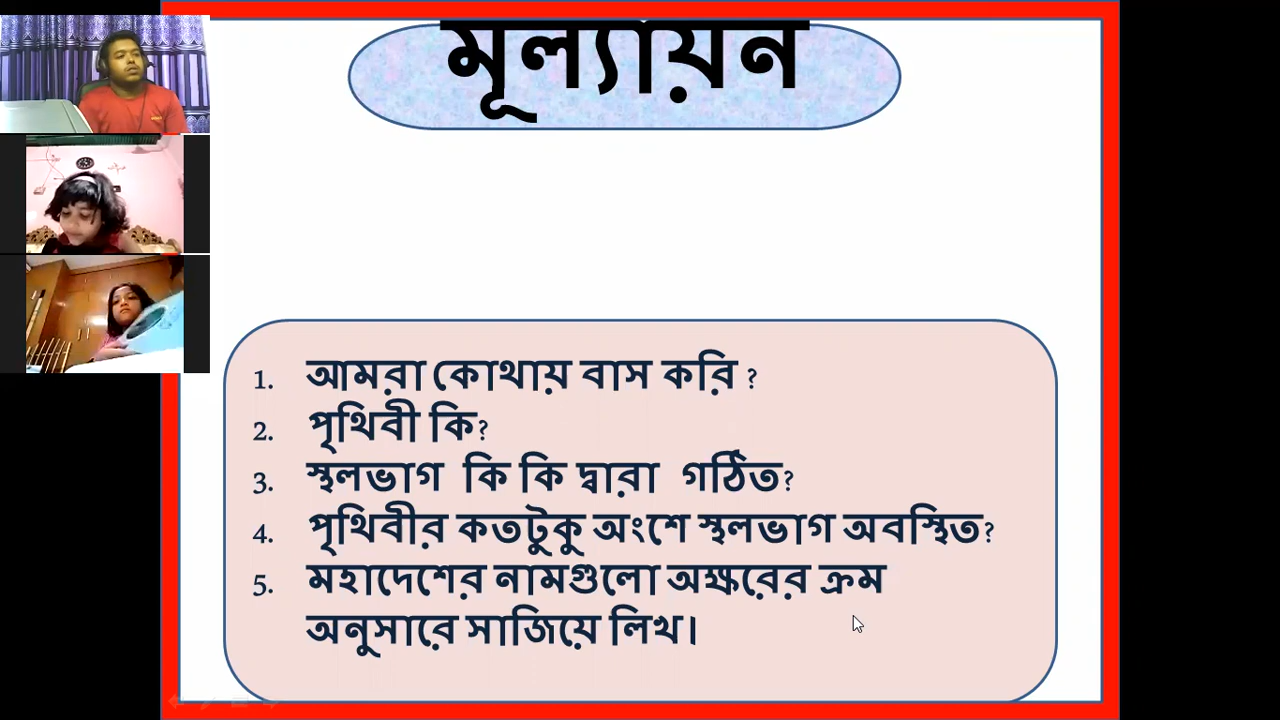 মূল্যায়ন
1. আমরা কোথায় বাস করি ?
2. পৃথিবী কি?
3. স্থলভাগ কি কি দ্বারা গঠিত?
4. পৃথিবীর কতটুকু অংশে স্থলভাগ অবস্থিত?
5. মহাদেশের নামগুলো অক্ষরের ক্রম
অনুসারে সাজিয়ে লিখ।